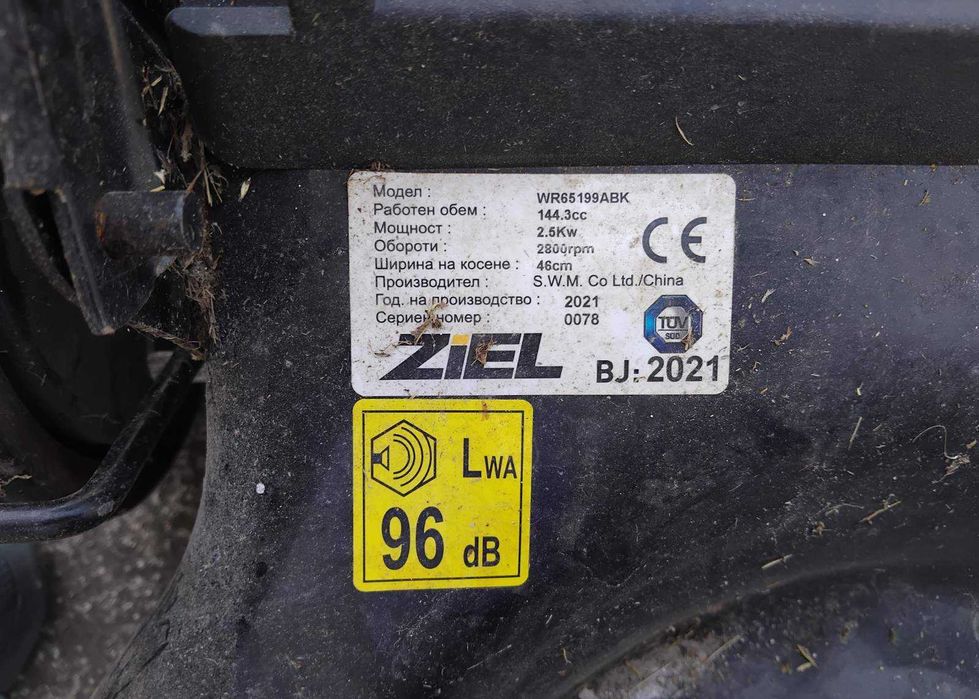 Модел : WR65199ABK
Работен обем : 144.3cc
Мощност : 2.5Kw
Обороти : 2800rpm
Ширина на косене : 46cm
Производител : S.W.M. Co Ltd./China
Год. на производство : 2021
Сериен номер : 0078
CE
TÜV
SÜD
ZiEL
BJ: 2021
LWA
96 dB